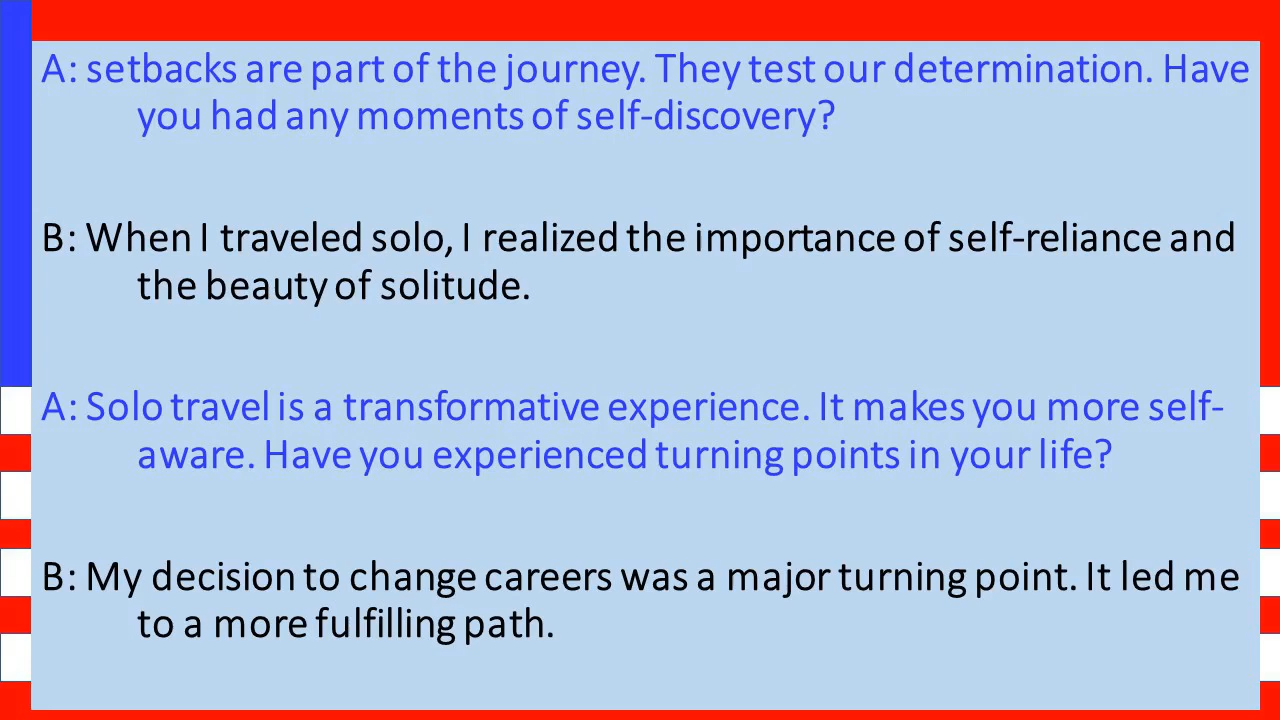 A: setbacks are part of the journey. They test our determination. Have
you had any moments of self-discovery?
B: When I traveled solo, I realized the importance of self-reliance and
the beauty of solitude.
A: Solo travel is a transformative experience. It makes you more self-
aware. Have you experienced turning points in your life?
B: My decision to change careers was a major turning point. It led me
to a more fulfilling path.